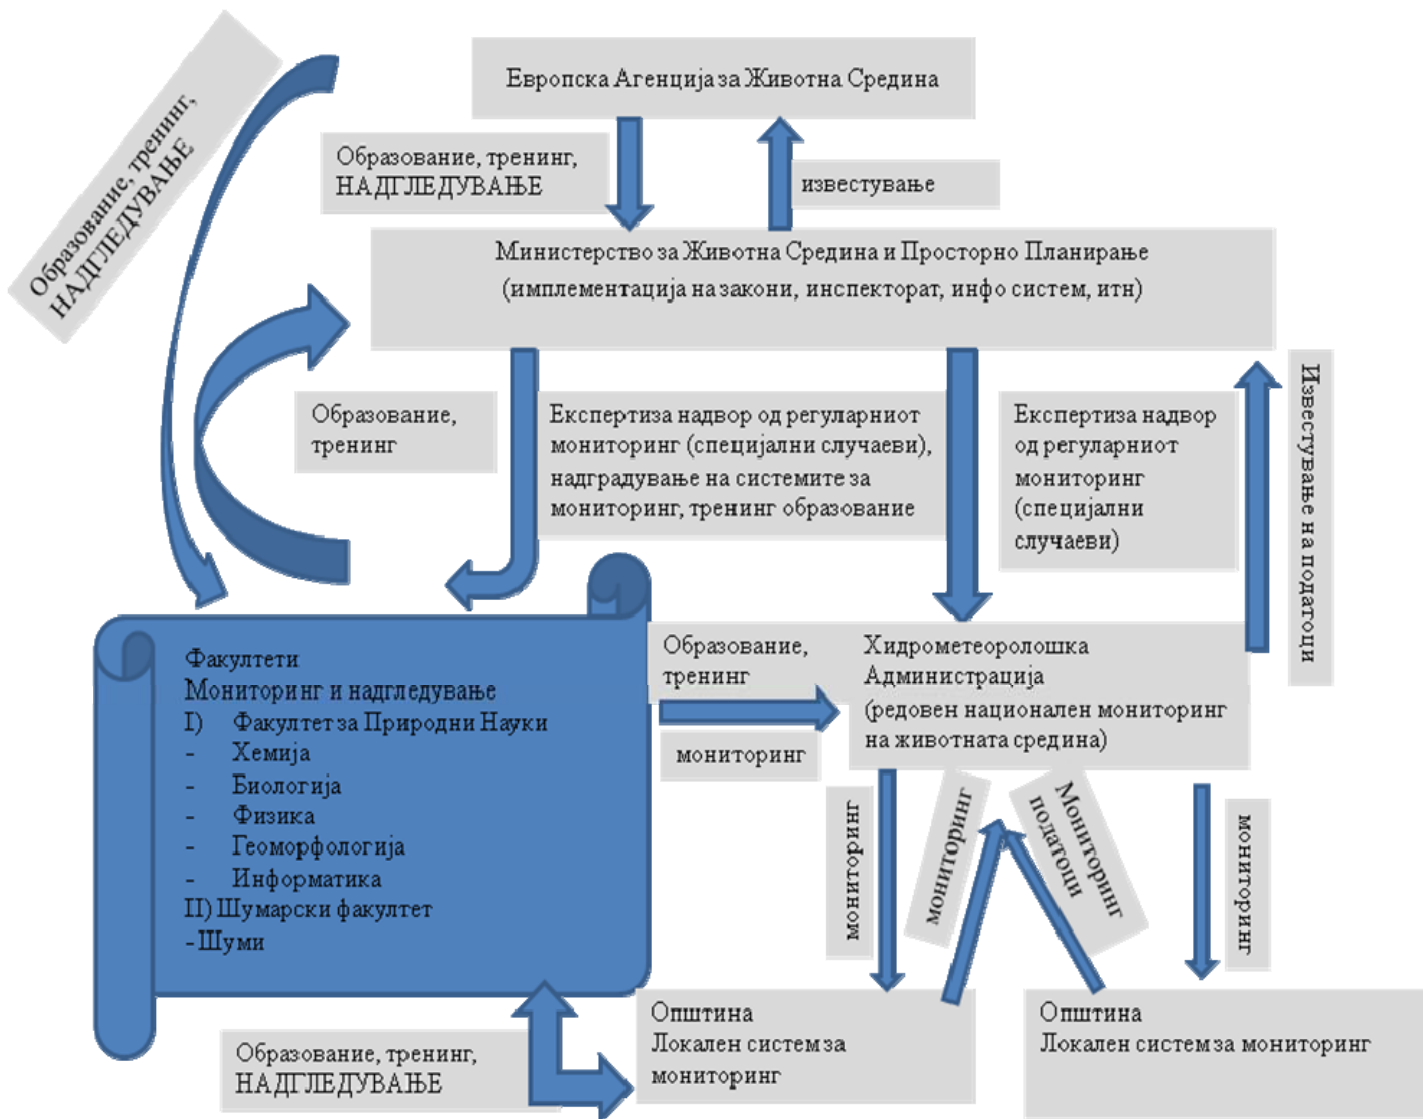 Европска Агенција за Животна Средина
Образование, тренинг,
НАДГЛЕДУВАЊЕ
Образование, тренинг,
НАДГЛЕДУВАЊЕ
известување
Министерство за Животна Средина и Просторно Планирање
(имплементација на закони, инспекторат, инфо систем, итн)
Образование,
тренинг
Експертиза надвор од регуларниот
мониторинг (специјални случаеви),
надградување на системите за
мониторинг, тренинг образование
Експертиза надвор
од регуларниот
мониторинг
(специјални
случаеви)
Известување на податоци
Факултети
Мониторинг и надгледување
I) Факултет за Природни Науки
- Хемија
- Биологија
- Физика
- Геоморфологија
- Информатика
II) Шумарски факултет
- Шуми
Образование,
тренинг
мониторинг
Хидрометеоролошка
Администрација
(редовен национален мониторинг
на животната средина)
мониторинг
мониторинг
Мониторинг
податоци
мониторинг
Образование, тренинг,
НАДГЛЕДУВАЊЕ
Општина
Локален систем за
мониторинг
Општина
Локален систем за мониторинг